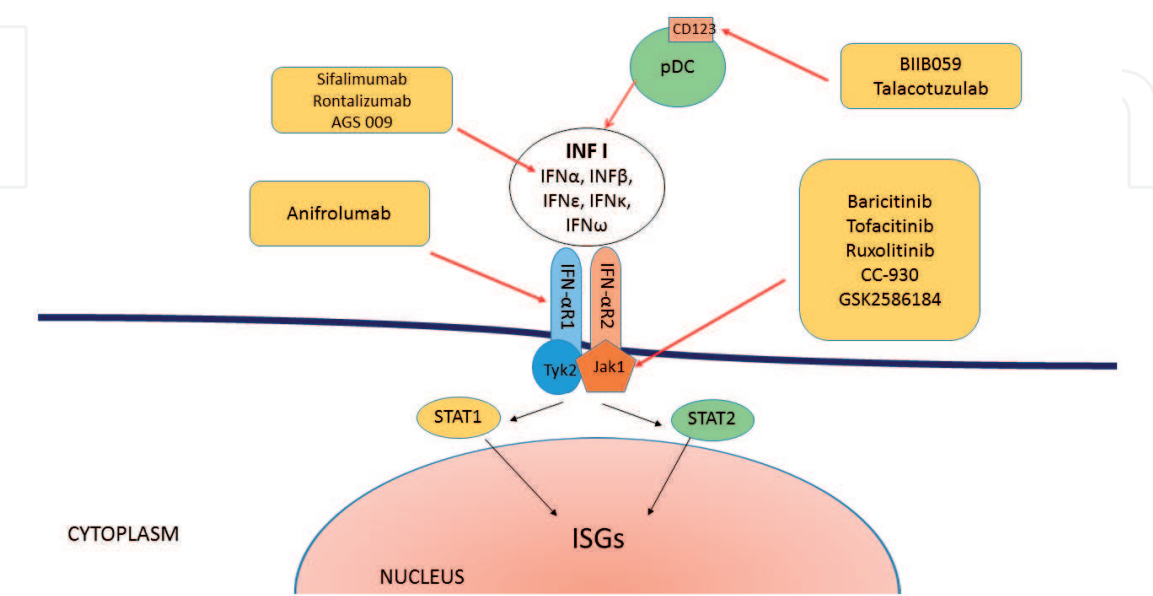 CD123
pDC
BIIB059
Talacotuzulab
Sifalimumab
Rontalizumab
AGS 009
INF I
IFNα, INFβ,
IFNε, IFNκ,
IFNω
Anifrolumab
Baricitinib
Tofacitinib
Ruxolitinib
CC-930
GSK2586184
IFN-αR1
IFN-αR2
Tyk2
Jak1
STAT1
STAT2
CYTOPLASM
ISGs
NUCLEUS